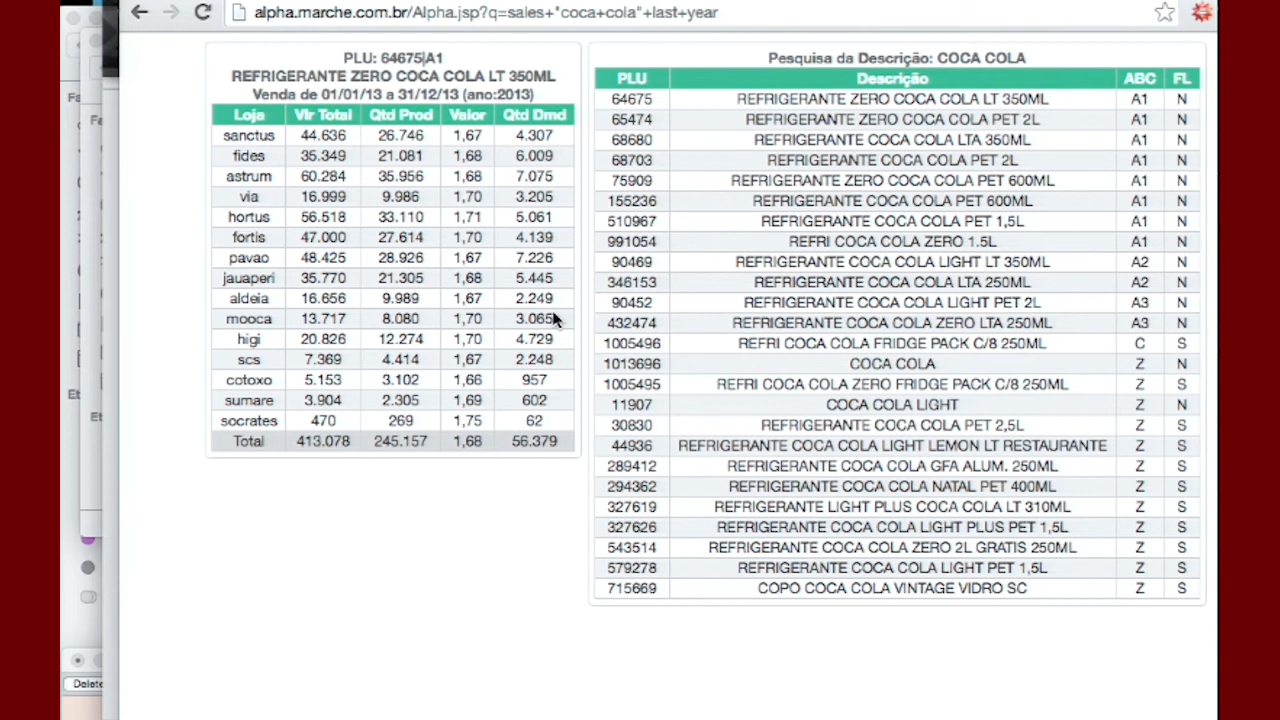 alpha.marche.com.br/Alpha.jsp?q=sales+"coca+cola"+last+year
PLU: 64675|A1
REFRIGERANTE ZERO COCA COLA LT 350ML
Venda de 01/01/13 a 31/12/13 (ano:2013)
Loja Vlr Total Qtd Prod Valor Qtd Dmd
sanctus 44.636 26.746 1,67 4.307
fides 35.349 21.081 1,68 6.009
astrum 60.284 35.956 1,68 7.075
via 16.999 9.986 1,70 3.205
hortus 56.518 33.110 1,71 5.061
fortis 47.000 27.614 1,70 4.139
pavao 48.425 28.926 1,67 7.226
jauaperi 35.770 21.305 1,68 5.445
aldeia 16.656 9.989 1,67 2.249
mooca 13.717 8.080 1,70 3.065
higi 20.826 12.274 1,70 4.729
scs 7.369 4.414 1,67 2.248
cotoxo 5.153 3.102 1,66 957
sumare 3.904 2.305 1,69 602
socrates 470 269 1,75 62
Total 413.078 245.157 1,68 56.379
Pesquisa da Descrição: COCA COLA
PLU Descrição ABC FL
64675 REFRIGERANTE ZERO COCA COLA LT 350ML A1 N
65474 REFRIGERANTE ZERO COCA COLA PET 2L A1 N
68680 REFRIGERANTE COCA COLA LTA 350ML A1 N
68703 REFRIGERANTE COCA COLA PET 2L A1 N
75909 REFRIGERANTE ZERO COCA COLA PET 600ML A1 N
155236 REFRIGERANTE COCA COLA PET 600ML A1 N
510967 REFRIGERANTE COCA COLA PET 1,5L A1 N
991054 REFRI COCA COLA ZERO 1.5L A1 N
90469 REFRIGERANTE COCA COLA LIGHT LT 350ML A2 N
346153 REFRIGERANTE COCA COLA LTA 250ML A2 N
90452 REFRIGERANTE COCA COLA LIGHT PET 2L A3 N
432474 REFRIGERANTE COCA COLA ZERO LTA 250ML A3 N
1005496 REFRI COCA COLA FRIDGE PACK C/8 250ML C S
1013696 COCA COLA Z N
1005495 REFRI COCA COLA ZERO FRIDGE PACK C/8 250ML Z S
11907 COCA COLA LIGHT Z N
30830 REFRIGERANTE COCA COLA PET 2,5L Z S
44936 REFRIGERANTE COCA COLA LIGHT LEMON LT RESTAURANTE Z S
289412 REFRIGERANTE COCA COLA GFA ALUM. 250ML Z S
294362 REFRIGERANTE COCA COLA NATAL PET 400ML Z S
327619 REFRIGERANTE LIGHT PLUS COCA COLA LT 310ML Z S
327626 REFRIGERANTE COCA COLA LIGHT PLUS PET 1,5L Z S
543514 REFRIGERANTE COCA COLA ZERO 2L GRATIS 250ML Z S
579278 REFRIGERANTE COCA COLA LIGHT PET 1,5L Z S
715669 COPO COCA COLA VINTAGE VIDRO SC Z S
Fa
Fa
Et
Et
Delete